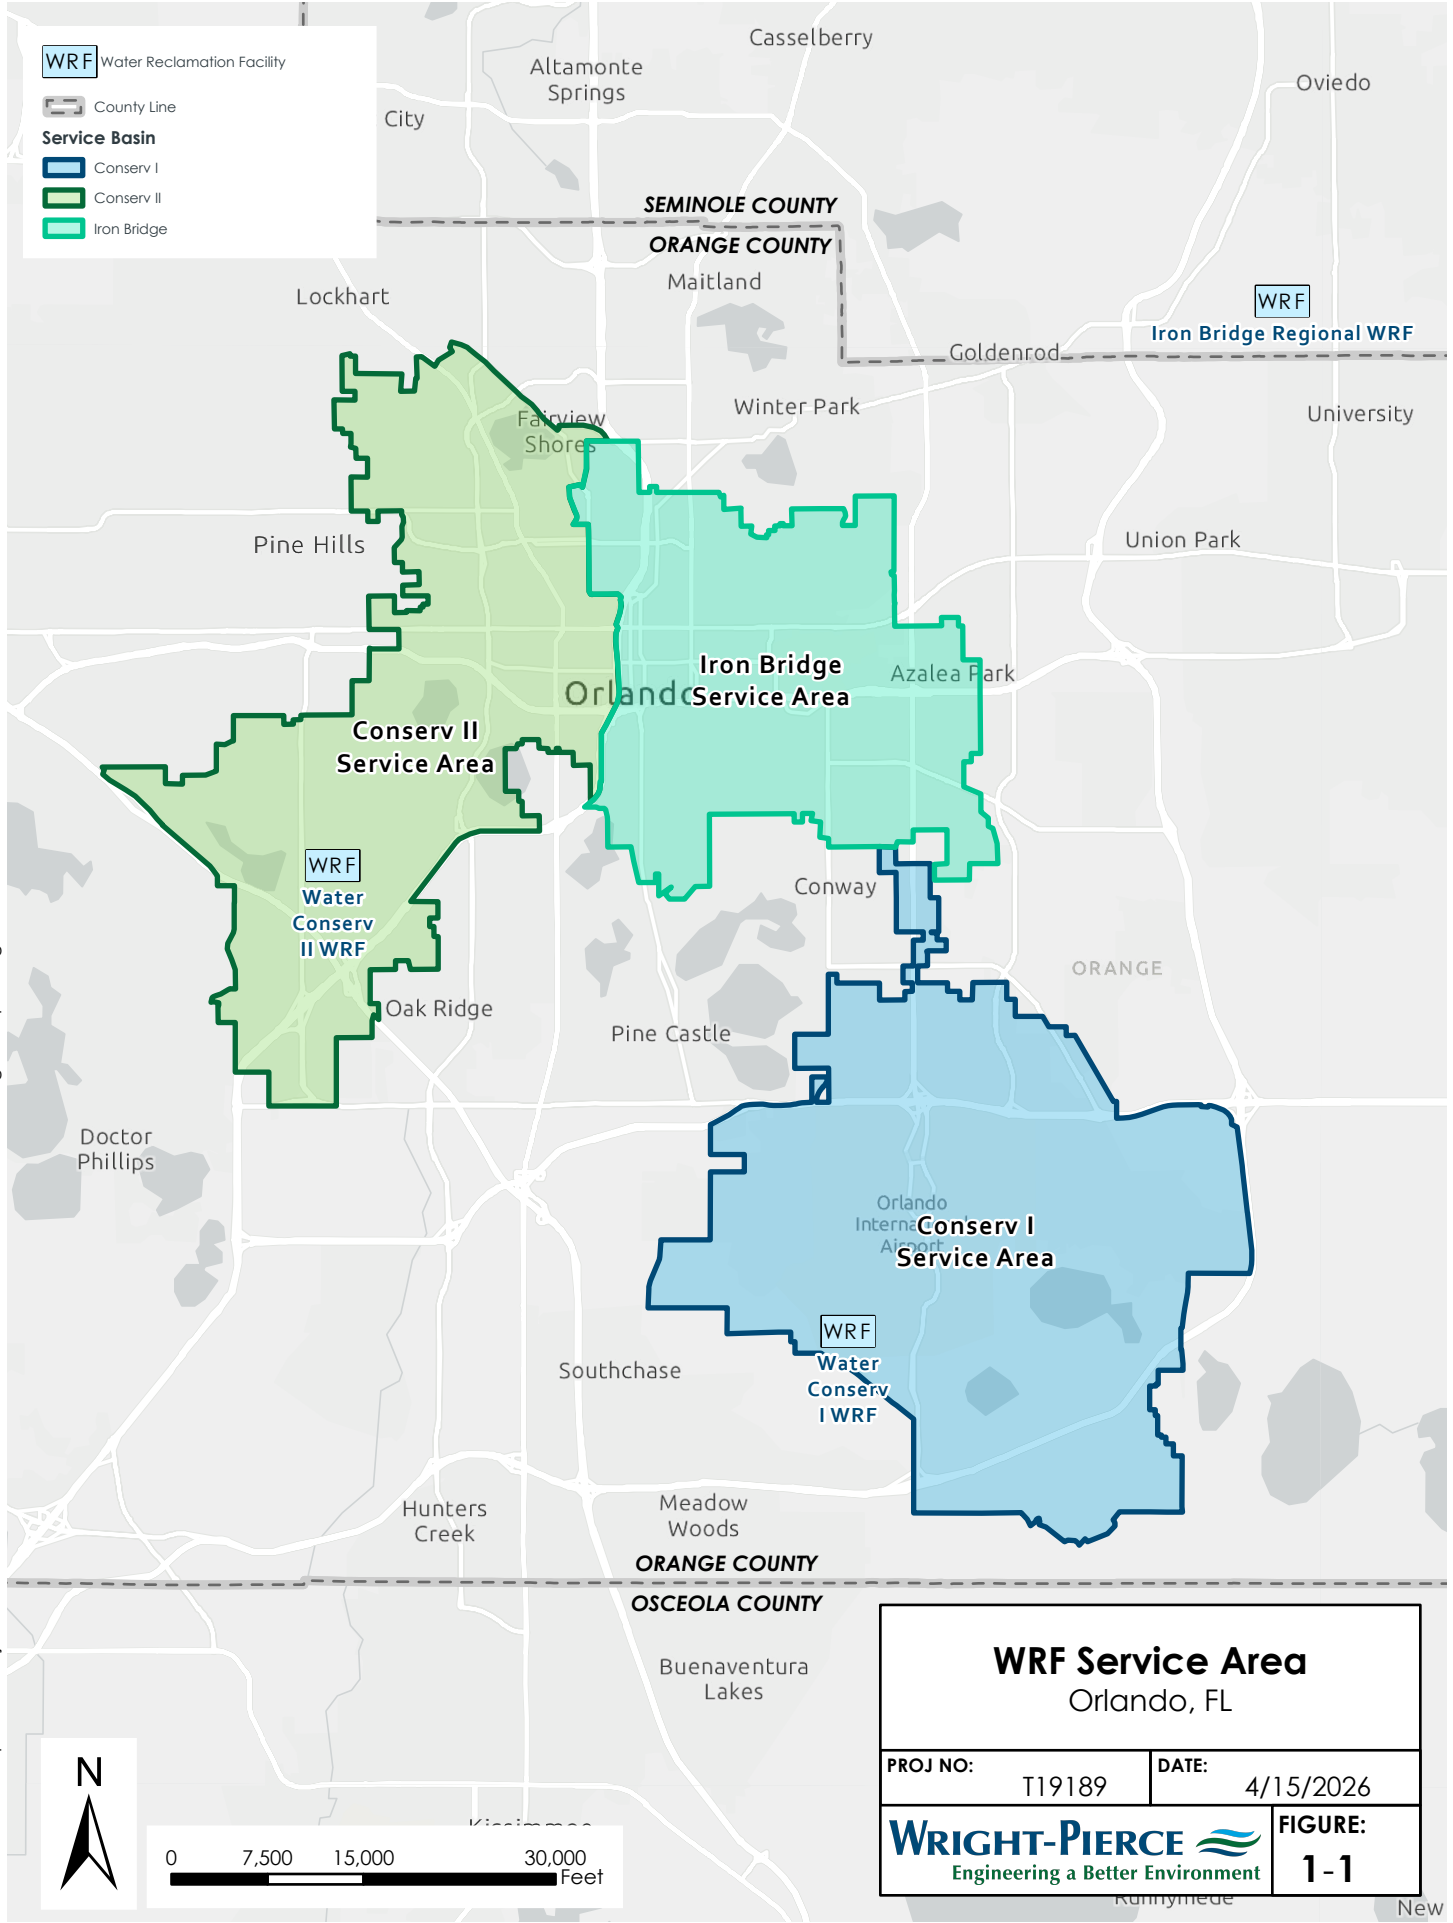 WRF Water Reclamation Facility
County Line
Service Basin
Conserv I
Conserv II
Iron Bridge
Casselberry
Altamonte
Springs
Oviedo
City
SEMINOLE COUNTY
ORANGE COUNTY
Maitland
Lockhart
WRF
Iron Bridge Regional WRF
Goldenrod
Winter Park
University
Fairview
Shores
Pine Hills
Union Park
Iron Bridge
Service Area
Azalea Park
Orlando
Conserv II
Service Area
WRF
Water
Conserv
II WRF
Conway
ORANGE
Oak Ridge
Pine Castle
Doctor
Phillips
Orlando
International
Airport
Conserv I
Service Area
WRF
Water
Conserv
I WRF
Southchase
Hunters
Creek
Meadow
Woods
ORANGE COUNTY
OSCEOLA COUNTY
Buenaventura
Lakes
WRF Service Area
Orlando, FL
PROJ NO:
T19189
DATE:
4/15/2026
WRIGHT-PIERCE
Engineering a Better Environment
FIGURE:
1-1
N
Kissimmee
0 7,500 15,000 30,000
Feet
Runnymede
New